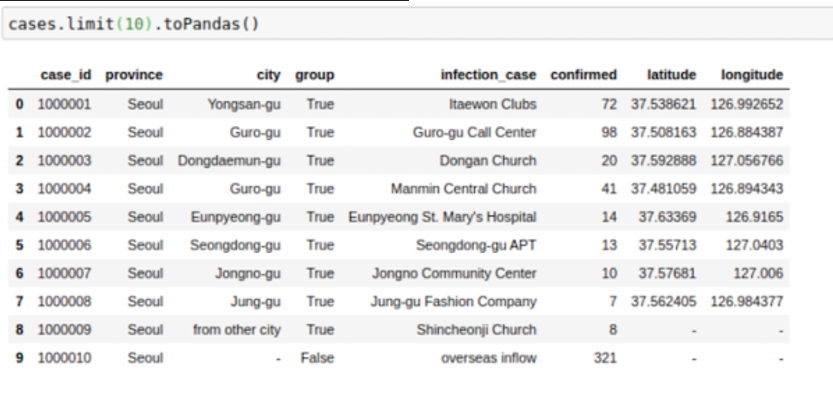 cases.limit(10).toPandas()
case_id province city group infection_case confirmed latitude longitude
0 1000001 Seoul Yongsan-gu True Itaewon Clubs 72 37.538621 126.992652
1 1000002 Seoul Guro-gu True Guro-gu Call Center 98 37.508163 126.884387
2 1000003 Seoul Dongdaemun-gu True Dongan Church 20 37.592888 127.056766
3 1000004 Seoul Guro-gu True Manmin Central Church 41 37.481059 126.894343
4 1000005 Seoul Eunpyeong-gu True Eunpyeong St. Mary's Hospital 14 37.63369 126.9165
5 1000006 Seoul Seongdong-gu True Seongdong-gu APT 13 37.55713 127.0403
6 1000007 Seoul Jongno-gu True Jongno Community Center 10 37.57681 127.006
7 1000008 Seoul Jung-gu True Jung-gu Fashion Company 7 37.562405 126.984377
8 1000009 Seoul from other city True Shincheonji Church 8 - -
9 1000010 Seoul - False overseas inflow 321 - -